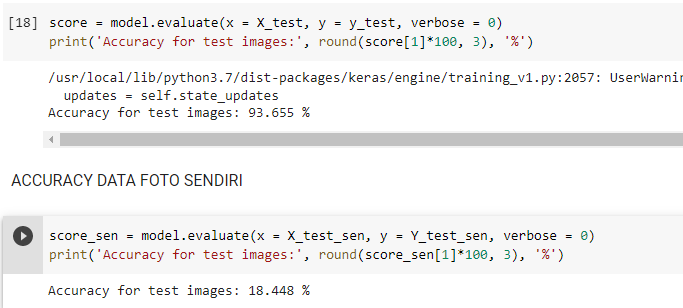 [18] score = model.evaluate(x = X_test, y = y_test, verbose = 0)
print('Accuracy for test images:', round(score[1]*100, 3), '%')
/usr/local/lib/python3.7/dist-packages/keras/engine/training_v1.py:2057: UserWarnin
updates = self.state_updates
Accuracy for test images: 93.655 %
ACCURACY DATA FOTO SENDIRI
score_sen = model.evaluate(x = X_test_sen, y = Y_test_sen, verbose = 0)
print('Accuracy for test images:', round(score_sen[1]*100, 3), '%')
Accuracy for test images: 18.448 %